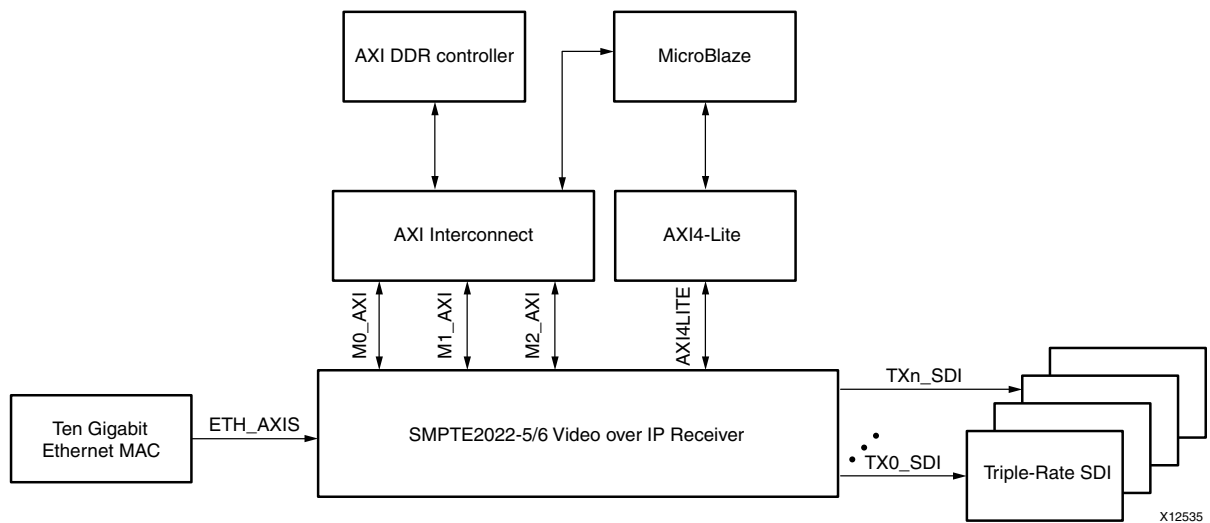 AXI DDR controller
MicroBlaze
AXI Interconnect
AXI4-Lite
M0_AXI
M1_AXI
M2_AXI
AXI4LITE
Ten Gigabit
Ethernet MAC
ETH_AXIS
SMPTE2022-5/6 Video over IP Receiver
TXn_SDI
TX0_SDI
Triple-Rate SDI
X12535